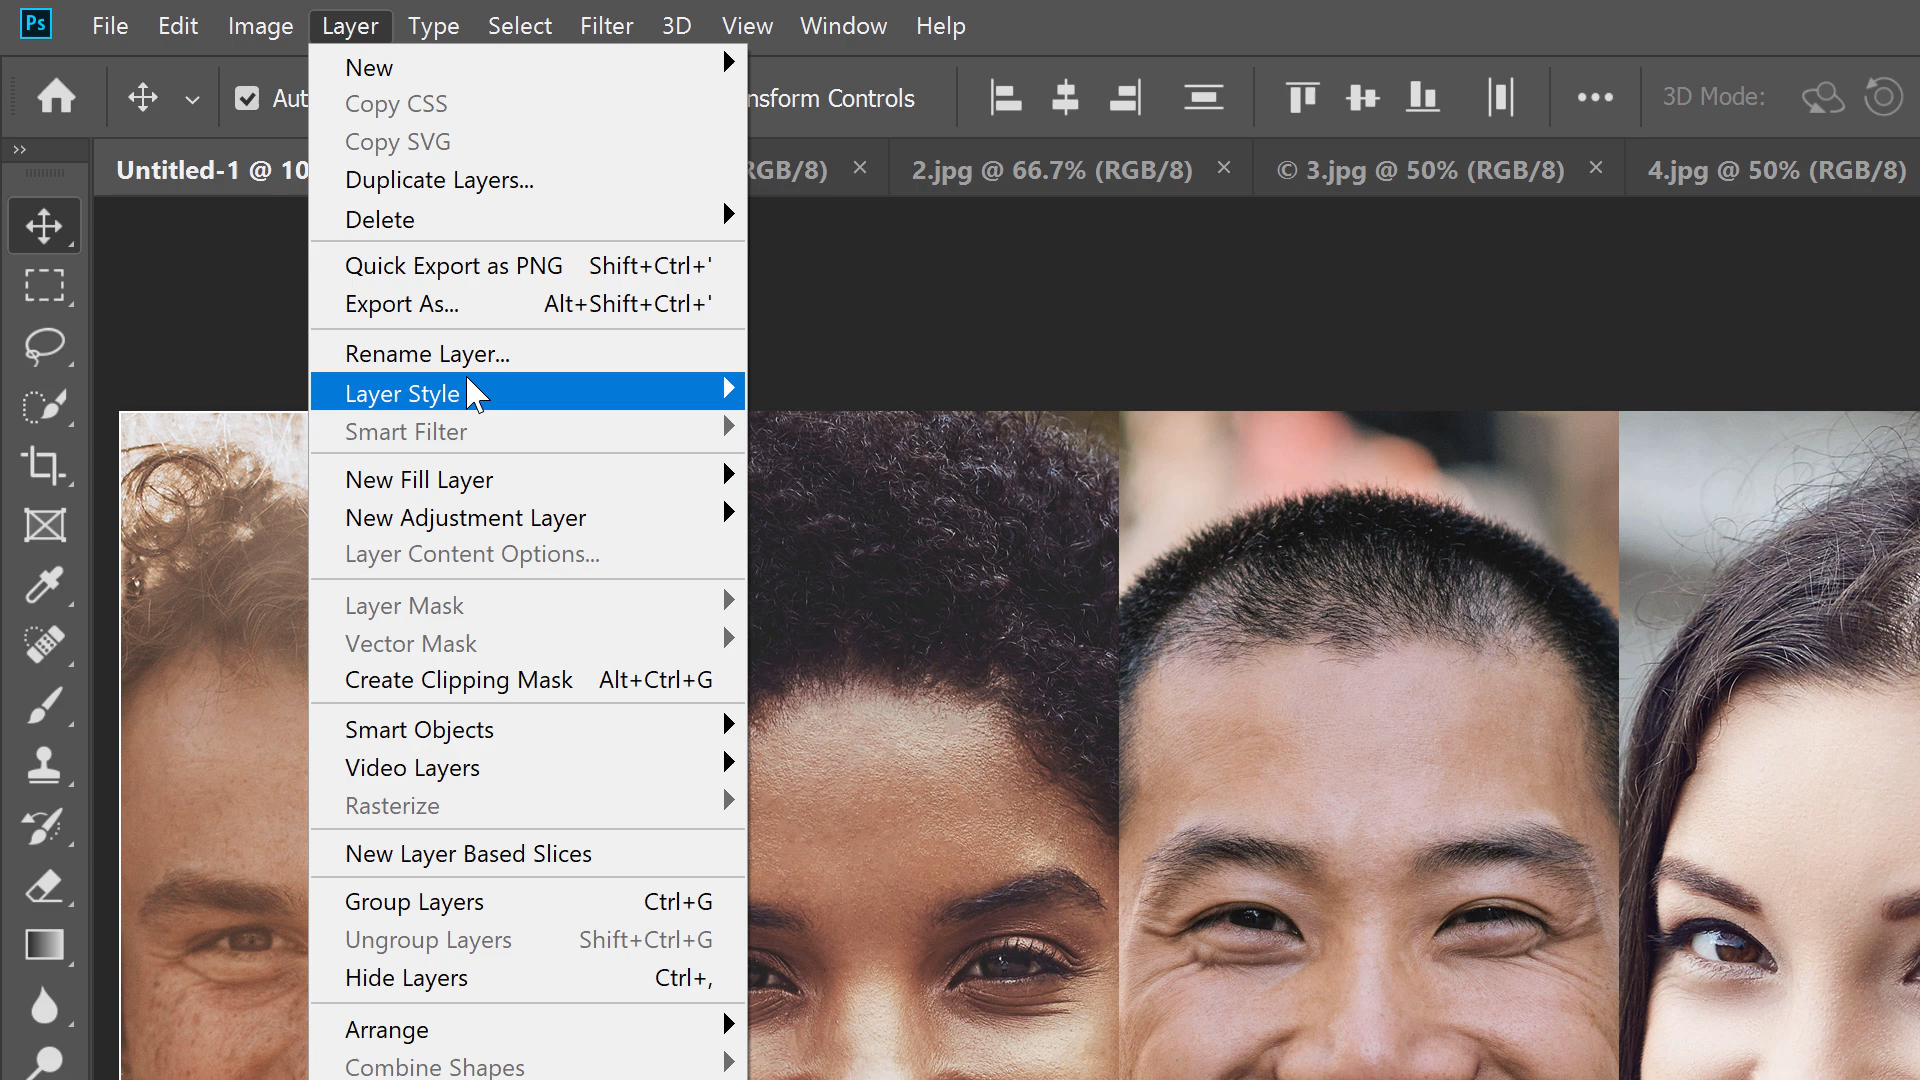 Ps File Edit Image Layer Type Select Filter 3D View Window Help
Aut nsform Controls 3D Mode:
Untitled-1 @ 10 RGB/8) × 2.jpg @ 66.7% (RGB/8) × © 3.jpg @ 50% (RGB/8) × 4.jpg @ 50% (RGB/8)
New
Copy CSS
Copy SVG
Duplicate Layers...
Delete
Quick Export as PNG Shift+Ctrl+'
Export As... Alt+Shift+Ctrl+'
Rename Layer...
Layer Style
Smart Filter
New Fill Layer
New Adjustment Layer
Layer Content Options...
Layer Mask
Vector Mask
Create Clipping Mask Alt+Ctrl+G
Smart Objects
Video Layers
Rasterize
New Layer Based Slices
Group Layers Ctrl+G
Ungroup Layers Shift+Ctrl+G
Hide Layers Ctrl+,
Arrange
Combine Shapes